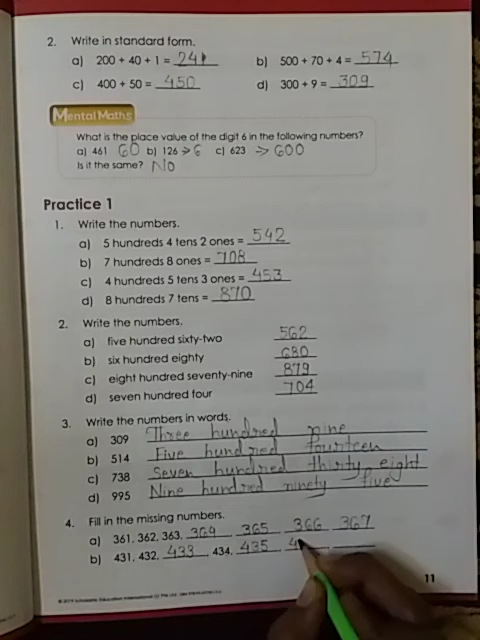 2. Write in standard form.
a) 200 + 40 + 1 = 241 b) 500 + 70 + 4 = 574
c) 400 + 50 = 450 d) 300 + 9 = 309
Mental Maths
What is the place value of the digit 6 in the following numbers?
a) 461 60 b) 126 → 6 c) 623 → 600
Is it the same? No
Practice 1
1. Write the numbers.
a) 5 hundreds 4 tens 2 ones = 542
b) 7 hundreds 8 ones = 708
c) 4 hundreds 5 tens 3 ones = 453
d) 8 hundreds 7 tens = 870
2. Write the numbers.
a) five hundred sixty-two 562
b) six hundred eighty 680
c) eight hundred seventy-nine 879
d) seven hundred four 704
3. Write the numbers in words.
a) 309 Three hundred nine
b) 514 Five hundred fourteen
c) 738 Seven hundred thirty eight
d) 995 Nine hundred ninety five
4. Fill in the missing numbers.
a) 361, 362, 363, 364 365 366 367
b) 431, 432, 433, 434, 435 4
11